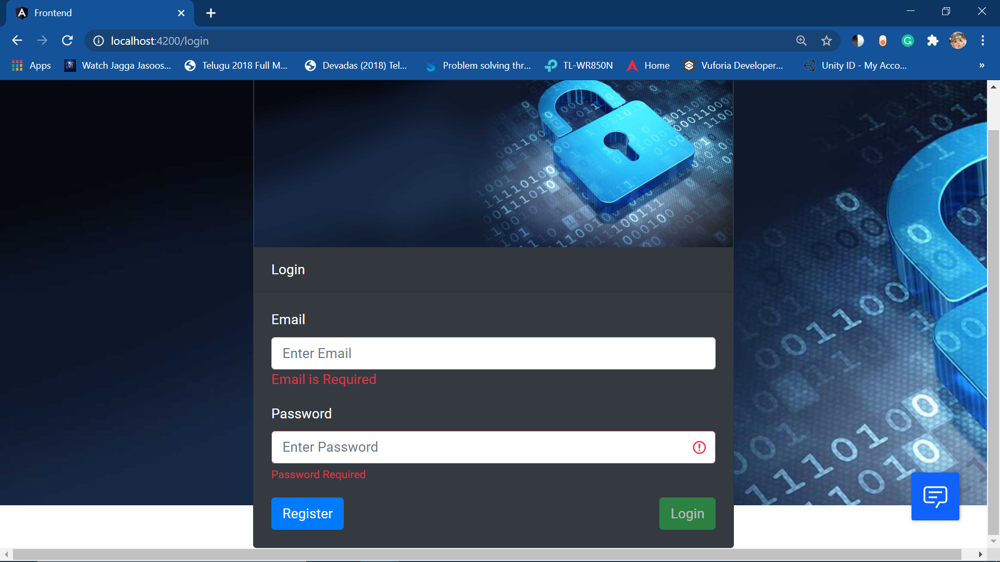 Frontend
localhost:4200/login
Apps
Watch Jagga Jasoos...
Telugu 2018 Full M...
Devadas (2018) Tel...
Problem solving thr...
TL-WR850N
Home
Vuforia Developer...
Unity ID - My Acco...
»
Login
Email
Enter Email
Email is Required
Password
Enter Password
Password Required
Register
Login